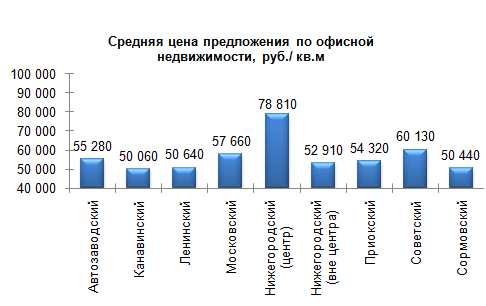 Средняя цена предложения по офисной
недвижимости, руб./ кв.м
100 000
90 000
80 000
70 000
60 000
50 000
40 000
55 280
50 060
50 640
57 660
78 810
52 910
54 320
60 130
50 440
Автозаводский
Канавинский
Ленинский
Московский
Нижегородский
(центр)
Нижегородский
(вне центра)
Приокский
Советский
Сормовский